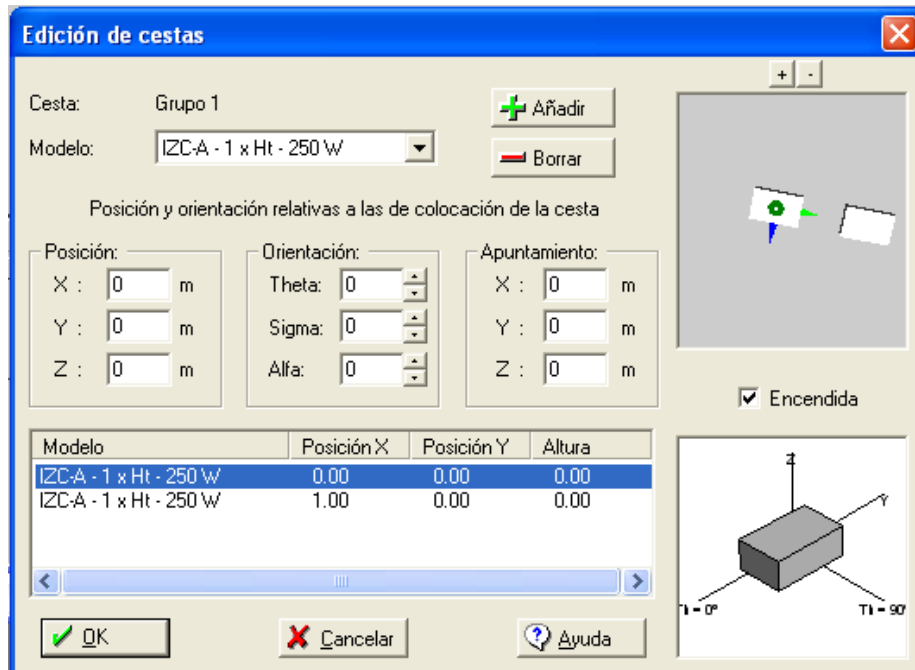 Edición de cestas
+ -
Cesta: Grupo 1
Añadir
Modelo: IZC-A - 1 x Ht - 250 W
Borrar
Posición y orientación relativas a las de colocación de la cesta
Posición: Orientación: Apuntamiento:
X : 0 m Theta: 0 X : 0 m
Y : 0 m Sigma: 0 Y : 0 m
Z : 0 m Alfa: 0 Z : 0 m
Encendida
Modelo Posición X Posición Y Altura
IZC-A - 1 x Ht - 250 W 0.00 0.00 0.00
IZC-A - 1 x Ht - 250 W 1.00 0.00 0.00
Z
Y
Th = 0° Th = 90°
OK Cancelar Ayuda